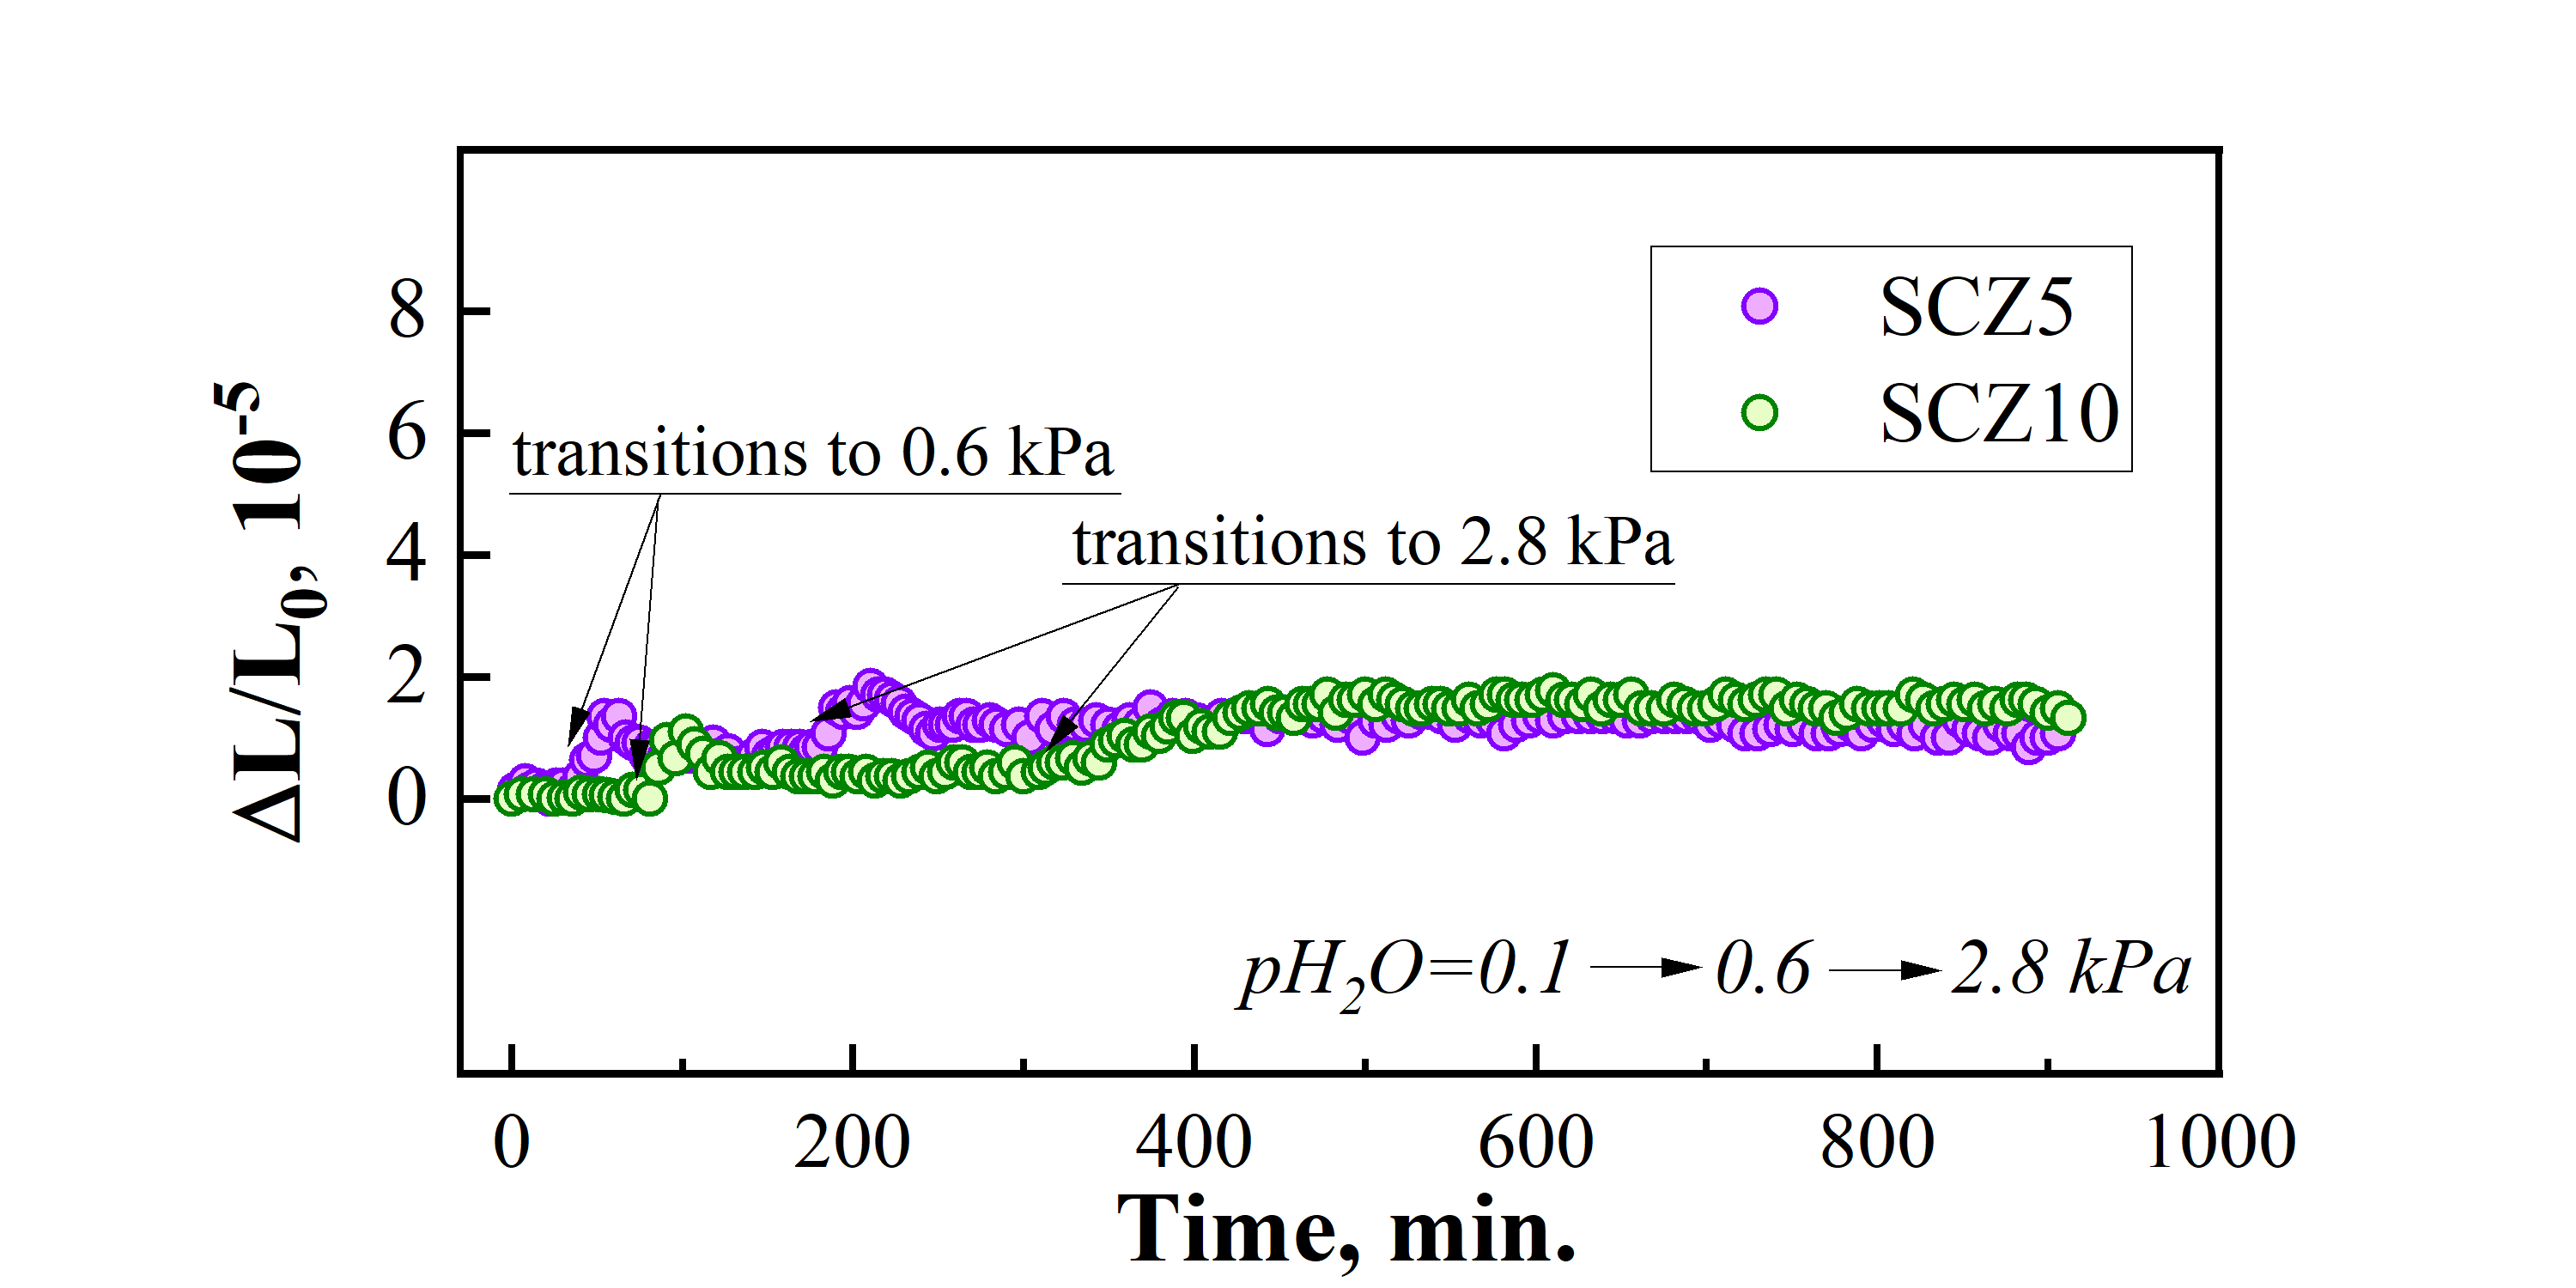 SCZ5
SCZ10
transitions to 0.6 kPa
transitions to 2.8 kPa
ΔL/L₀, 10⁻⁵
8
6
4
2
0
pH₂O=0.1 → 0.6 → 2.8 kPa
0 200 400 600 800 1000
Time, min.